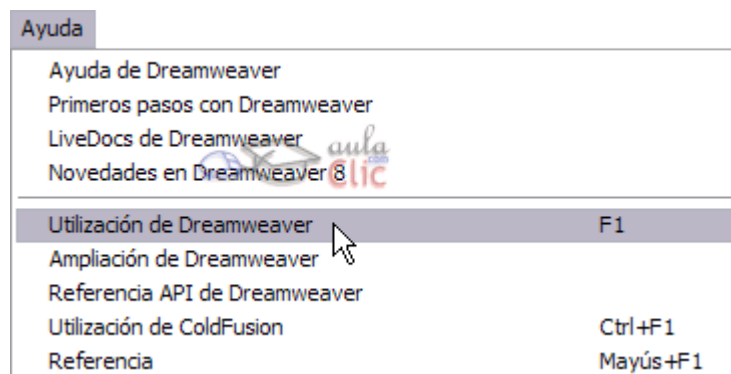 Ayuda
Ayuda de Dreamweaver
Primeros pasos con Dreamweaver
LiveDocs de Dreamweaver
Novedades en Dreamweaver 8
aula
Clic
.com
Utilización de Dreamweaver F1
Ampliación de Dreamweaver
Referencia API de Dreamweaver
Utilización de ColdFusion Ctrl+F1
Referencia Mayús+F1